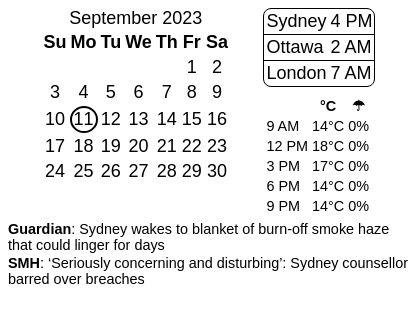 September 2023
Su Mo Tu We Th Fr Sa
1 2
3 4 5 6 7 8 9
10 11 12 13 14 15 16
17 18 19 20 21 22 23
24 25 26 27 28 29 30
Sydney 4 PM
Ottawa 2 AM
London 7 AM
°C ☂
9 AM 14°C 0%
12 PM 18°C 0%
3 PM 17°C 0%
6 PM 14°C 0%
9 PM 14°C 0%
Guardian: Sydney wakes to blanket of burn-off smoke haze
that could linger for days
SMH: ‘Seriously concerning and disturbing’: Sydney counsellor
barred over breaches